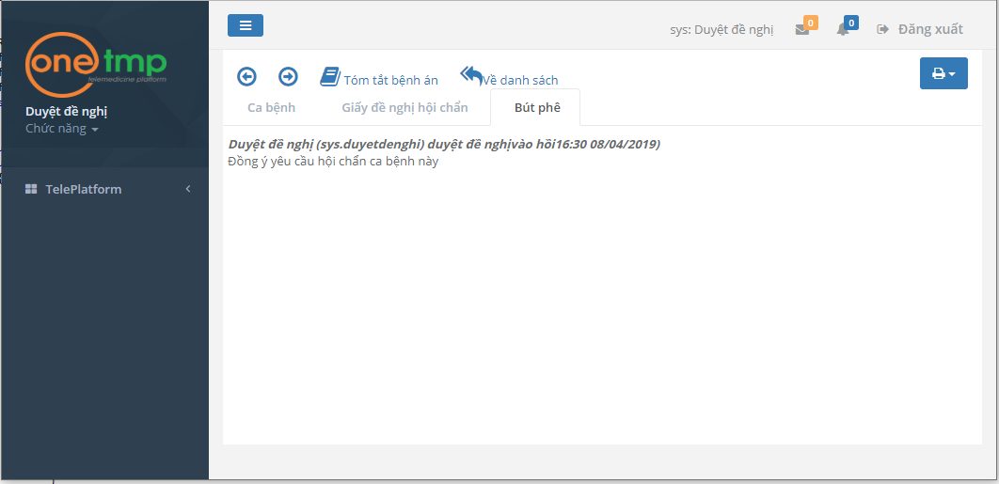 onetmp
telemedicine platform
Duyệt đề nghị
Chức năng
TelePlatform
sys: Duyệt đề nghị
0
0
Đăng xuất
Tóm tắt bệnh án
Về danh sách
Ca bệnh
Giấy đề nghị hội chẩn
Bút phê
Duyệt đề nghị (sys.duyetdenghi) duyệt đề nghịvào hồi16:30 08/04/2019)
Đồng ý yêu cầu hội chẩn ca bệnh này